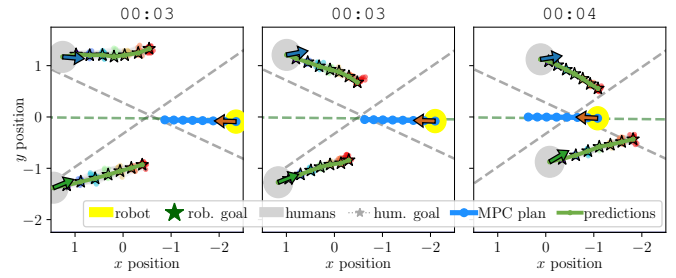 00:03 00:03 00:04
y position
1
0
−1
−2
robot rob. goal humans hum. goal MPC plan predictions
1 0 −1 −2 1 0 −1 −2 1 0 −1 −2
x position x position x position